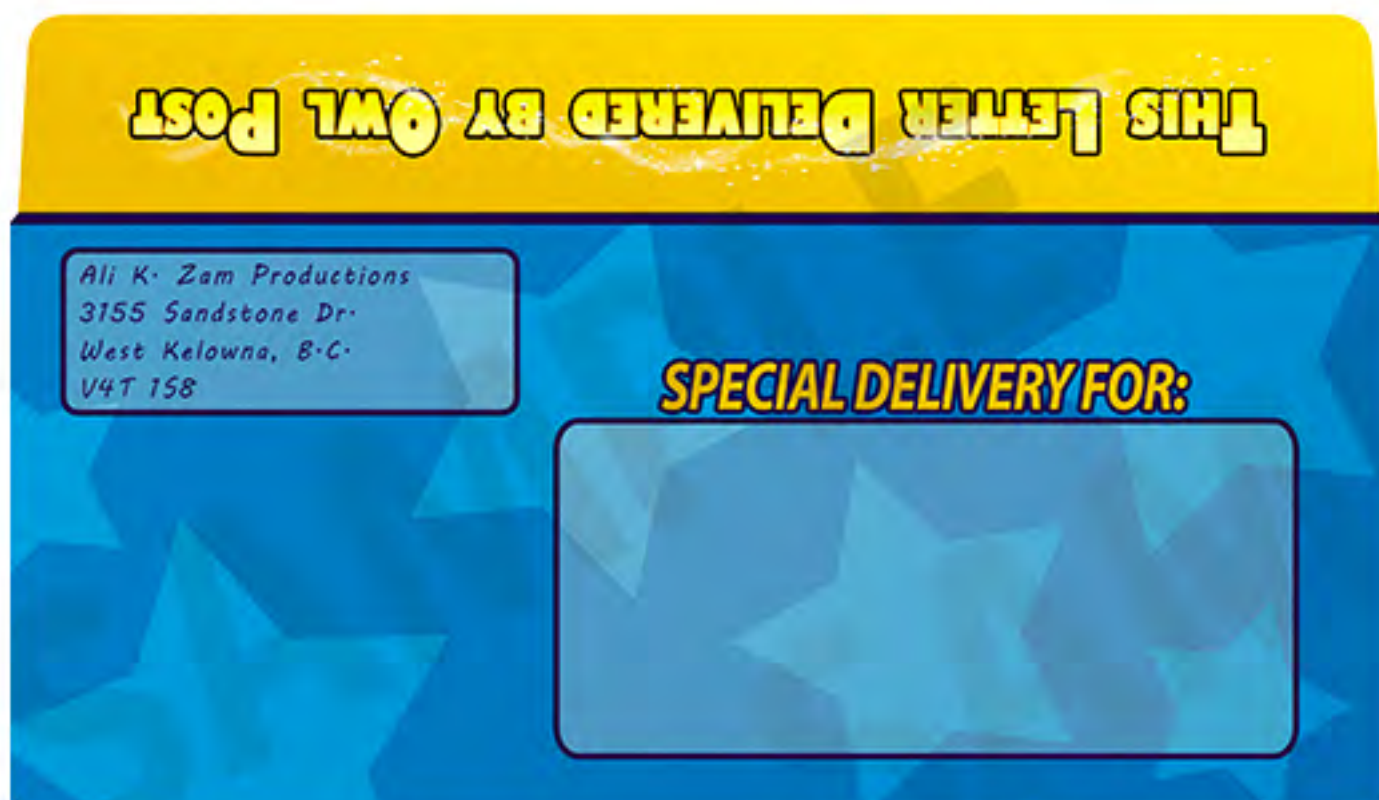 This Letter Delivered by Owl Post
Ali K. Zam Productions
3155 Sandstone Dr.
West Kelowna, B.C.
V4T 1S8
SPECIAL DELIVERY FOR: